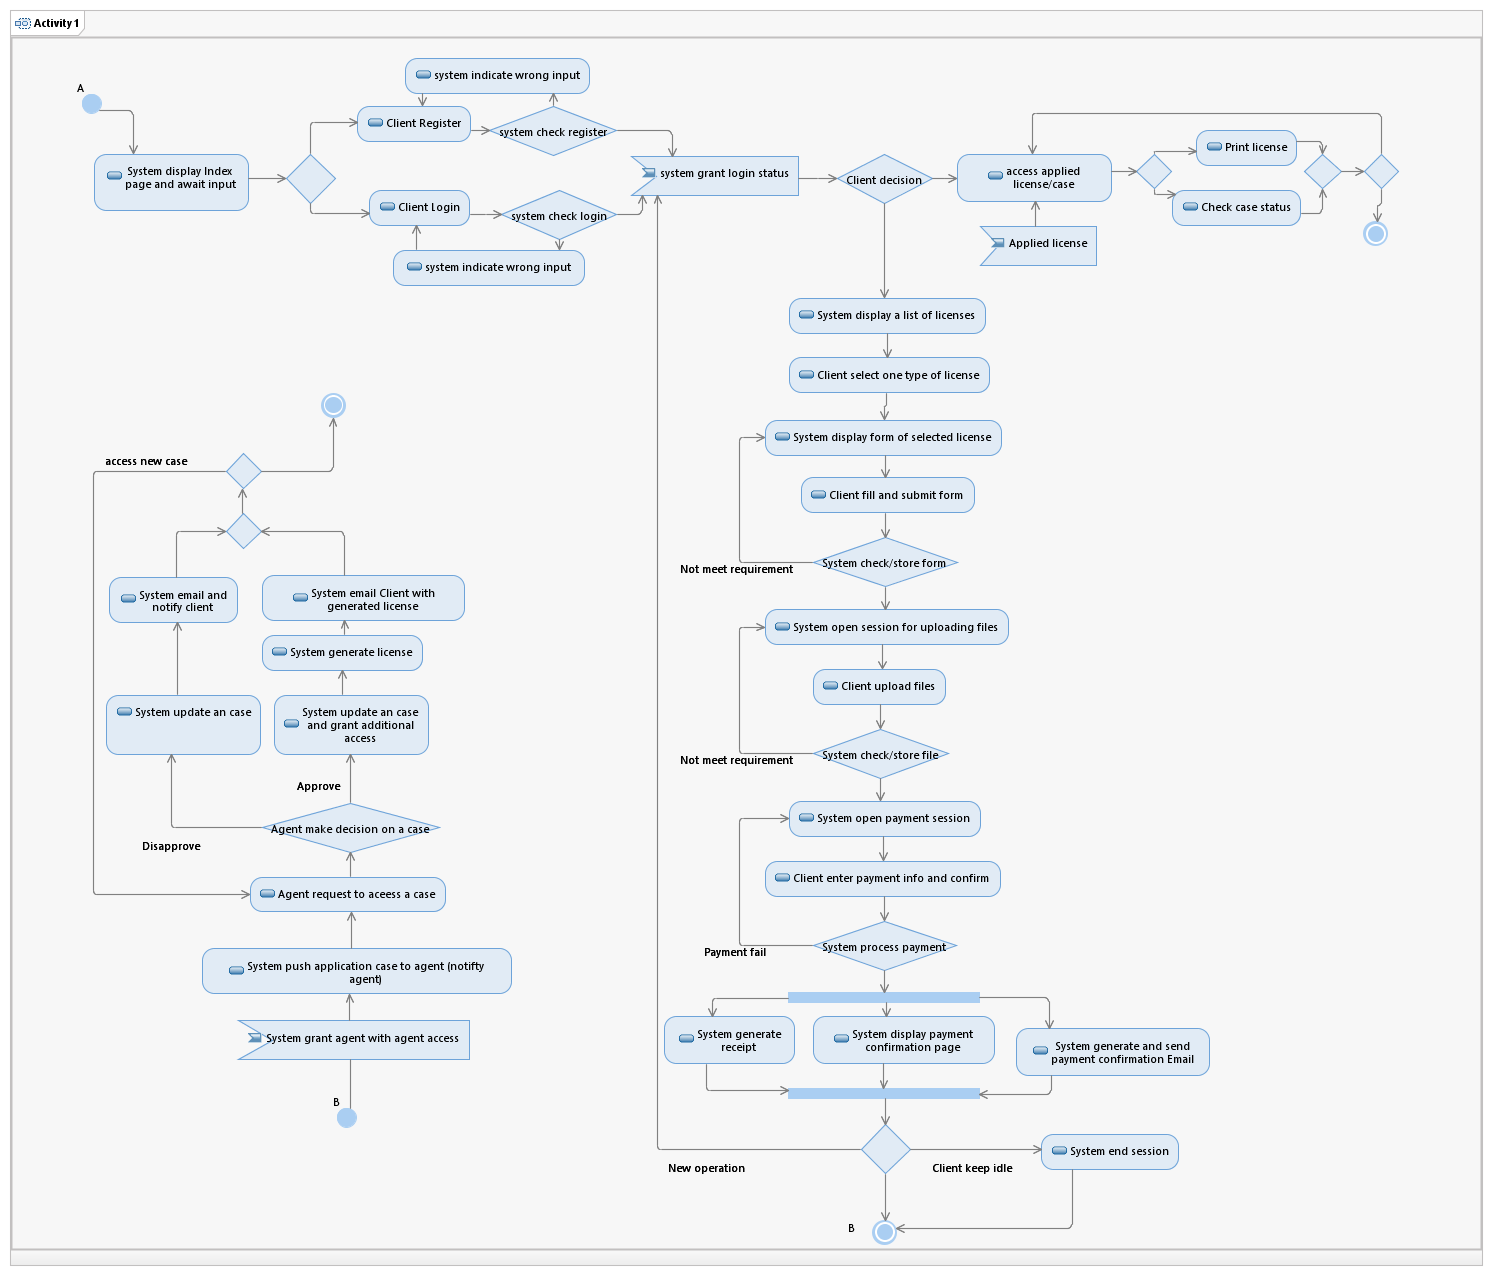 Activity 1
A
System display Index
page and await input
system indicate wrong input
Client Register
system check register
Client Login
system check login
system indicate wrong input
system grant login status
Client decision
access applied
license/case
Applied license
Print license
Check case status
System display a list of licenses
Client select one type of license
System display form of selected license
Client fill and submit form
System check/store form
Not meet requirement
System open session for uploading files
Client upload files
System check/store file
Not meet requirement
System open payment session
Client enter payment info and confirm
System process payment
Payment fail
System generate
receipt
System display payment
confirmation page
System generate and send
payment confirmation Email
New operation
Client keep idle
System end session
B
access new case
System email and
notify client
System email Client with
generated license
System generate license
System update an case
System update an case
and grant additional
access
Approve
Agent make decision on a case
Disapprove
Agent request to aceess a case
System push application case to agent (notifty
agent)
System grant agent with agent access
B